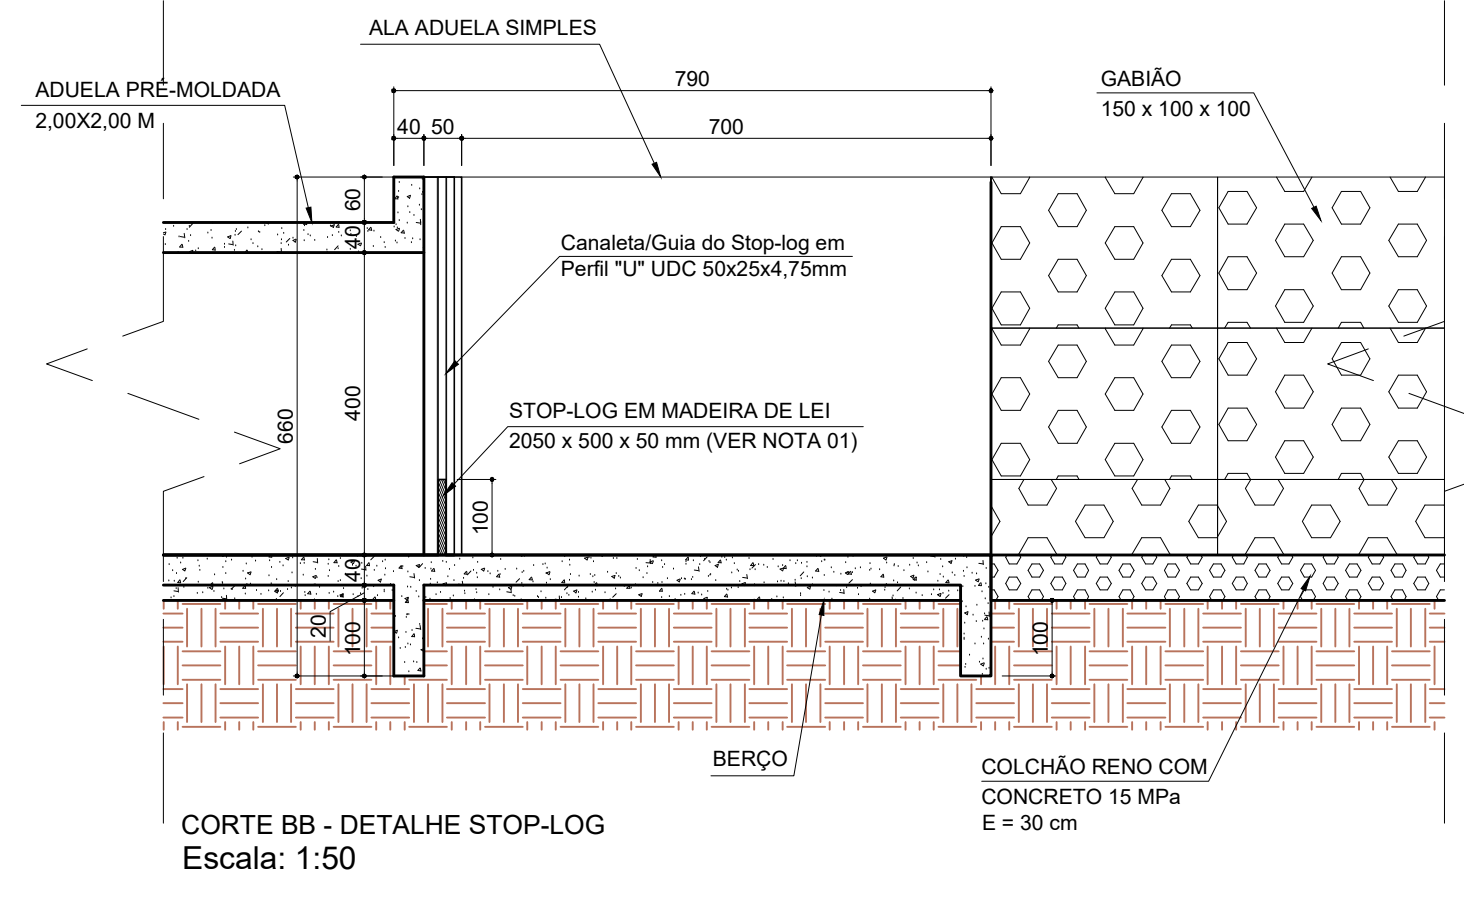 ALA ADUELA SIMPLES
ADUELA PRÉ-MOLDADA
2,00X2,00 M
790
40
50
700
GABIÃO
150 x 100 x 100
60
40
Canaleta/Guia do Stop-log em
Perfil "U" UDC 50x25x4,75mm
660
400
STOP-LOG EM MADEIRA DE LEI
2050 x 500 x 50 mm (VER NOTA 01)
100
40
20
100
100
BERÇO
COLCHÃO RENO COM
CONCRETO 15 MPa
E = 30 cm
CORTE BB - DETALHE STOP-LOG
Escala: 1:50